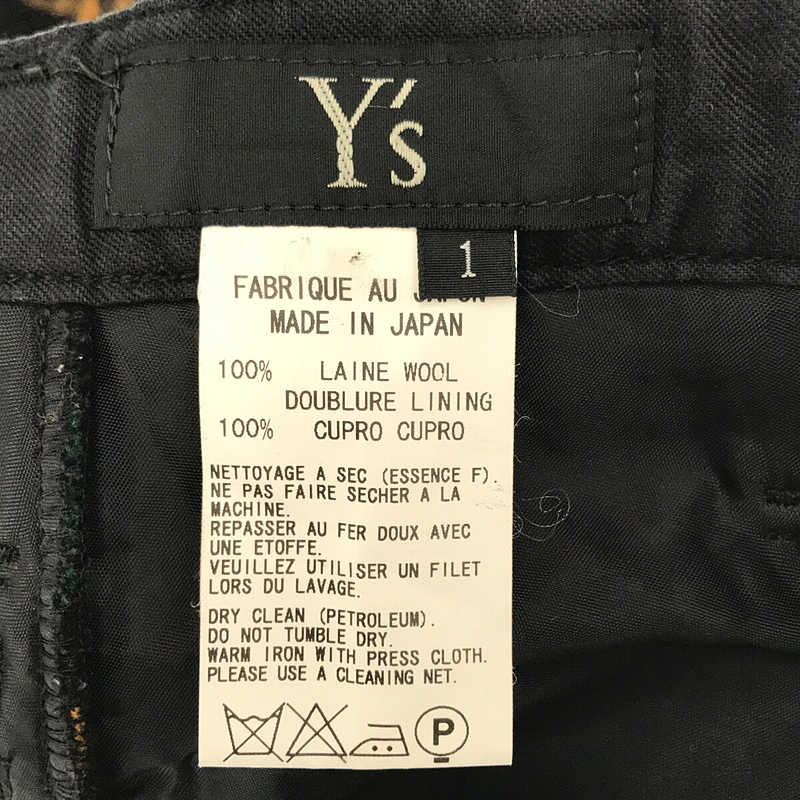 Y's
1
FABRIQUE AU JAPON
MADE IN JAPAN
100% LAINE WOOL
DOUBLURE LINING
100% CUPRO CUPRO
NETTOYAGE A SEC (ESSENCE F).
NE PAS FAIRE SECHER A LA
MACHINE.
REPASSER AU FER DOUX AVEC
UNE ETOFFE.
VEUILLEZ UTILISER UN FILET
LORS DU LAVAGE.
DRY CLEAN (PETROLEUM).
DO NOT TUMBLE DRY.
WARM IRON WITH PRESS CLOTH.
PLEASE USE A CLEANING NET.
P